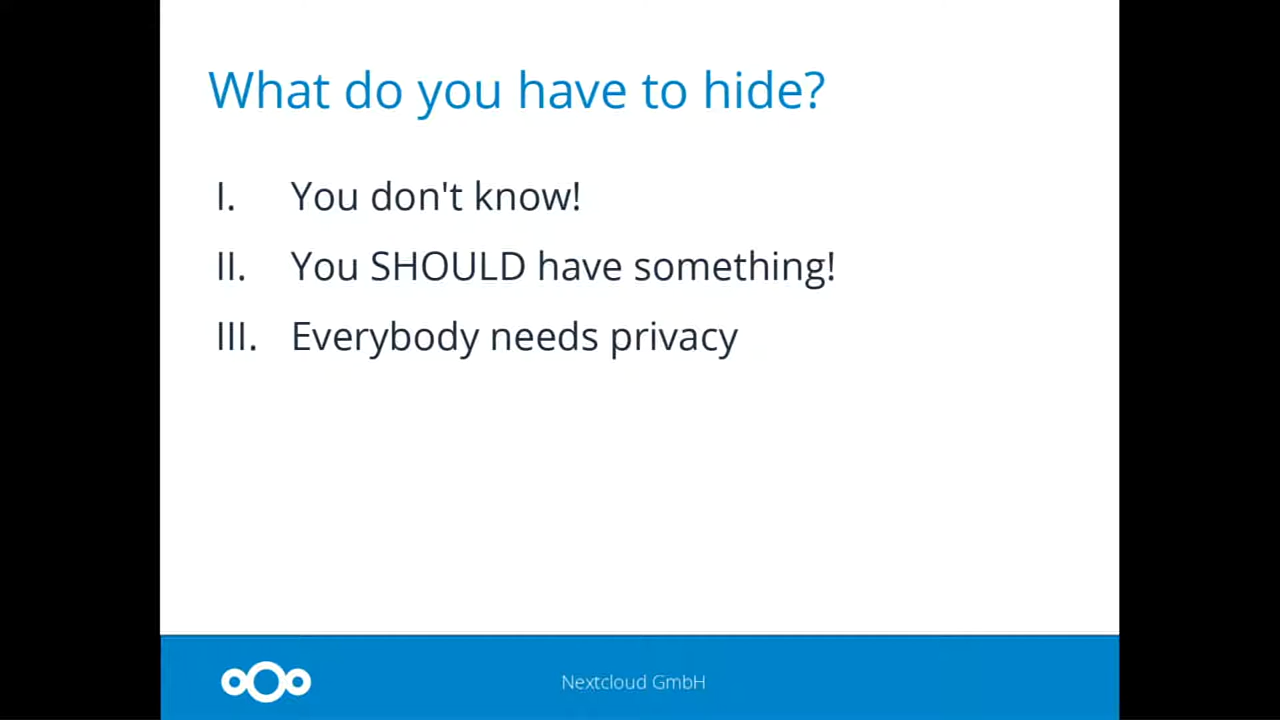 What do you have to hide?
I. You don't know!
II. You SHOULD have something!
III. Everybody needs privacy
Nextcloud GmbH